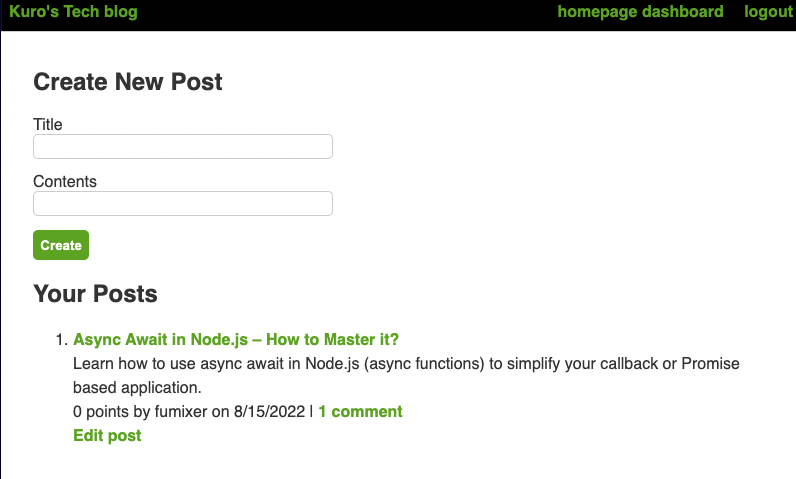 Kuro's Tech blog homepage dashboard logout
Create New Post
Title
Contents
Create
Your Posts
1. Async Await in Node.js – How to Master it?
Learn how to use async await in Node.js (async functions) to simplify your callback or Promise
based application.
0 points by fumixer on 8/15/2022 | 1 comment
Edit post